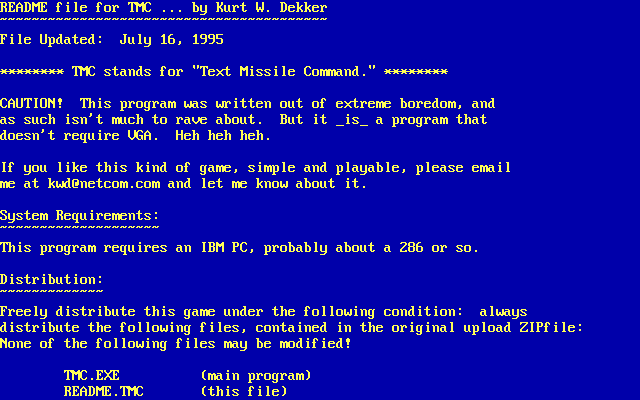 README file for TMC ... by Kurt W. Dekker
~~~~~~~~~~~~~~~~~~~~~~~~~~~~~~~~~~~~~~~~~
File Updated:  July 16, 1995

******** TMC stands for "Text Missile Command." ********

CAUTION!  This program was written out of extreme boredom, and
as such isn't much to rave about.  But it _is_ a program that
doesn't require VGA.  Heh heh heh.

If you like this kind of game, simple and playable, please email
me at kwd@netcom.com and let me know about it.

System Requirements:
~~~~~~~~~~~~~~~~~~~~
This program requires an IBM PC, probably about a 286 or so.

Distribution:
~~~~~~~~~~~~~
Freely distribute this game under the following condition:  always
distribute the following files, contained in the original upload ZIPfile:
None of the following files may be modified!

        TMC.EXE          (main program)
        README.TMC       (this file)